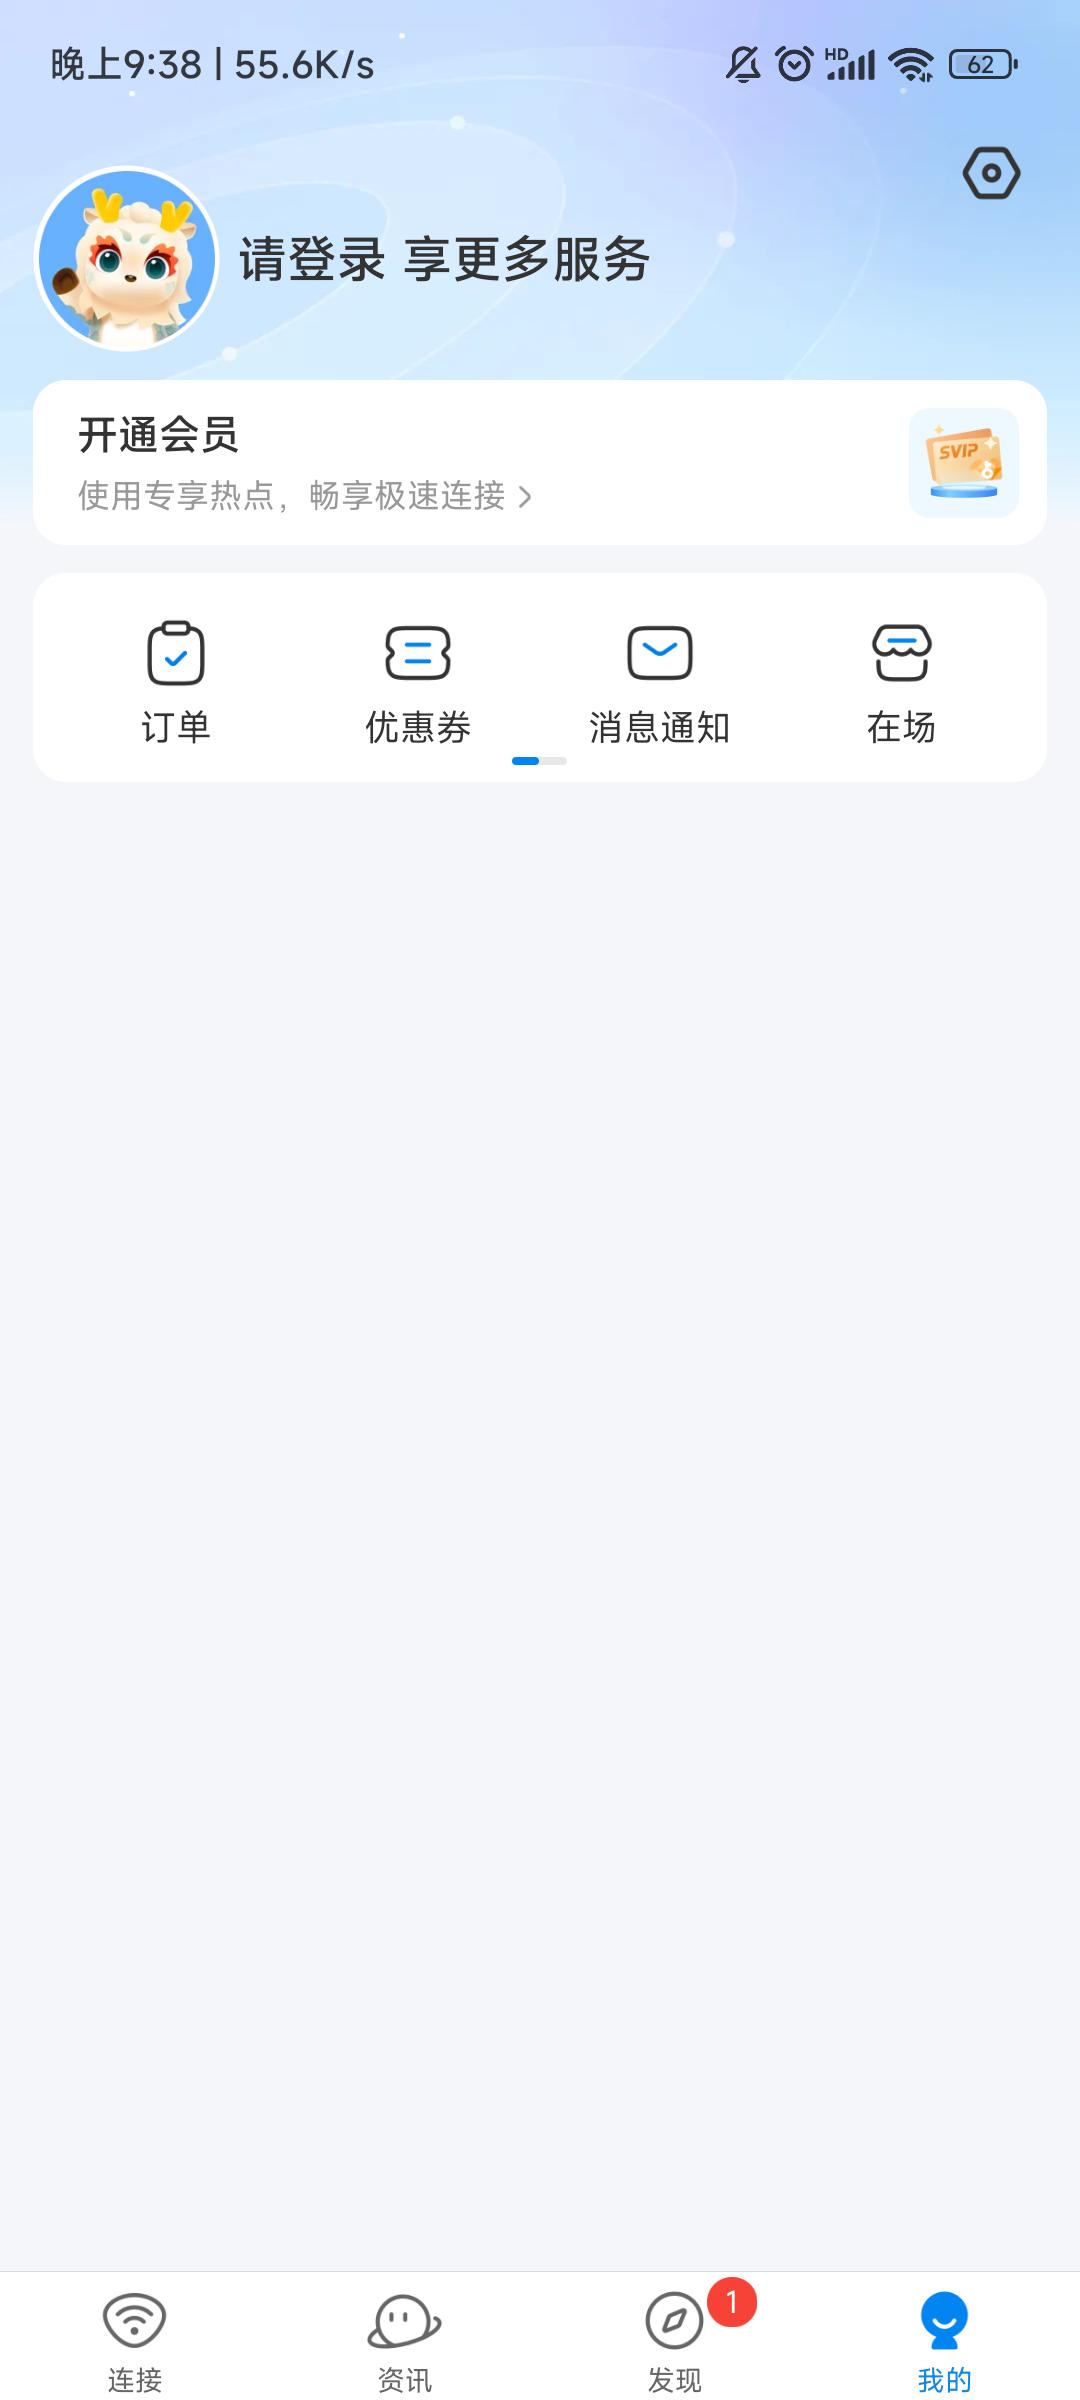 晚上9:38 | 55.6K/s
HD
62
请登录 享更多服务
开通会员
使用专享热点，畅享极速连接
SVIP
订单
优惠券
消息通知
在场
连接
资讯
发现
1
我的